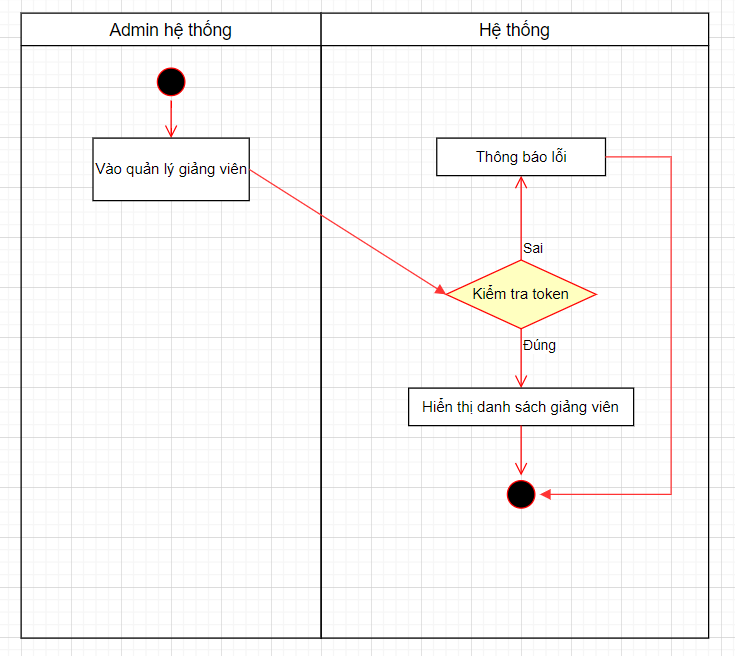 Admin hệ thống
Hệ thống
Vào quản lý giảng viên
Thông báo lỗi
Sai
Kiểm tra token
Đúng
Hiển thị danh sách giảng viên